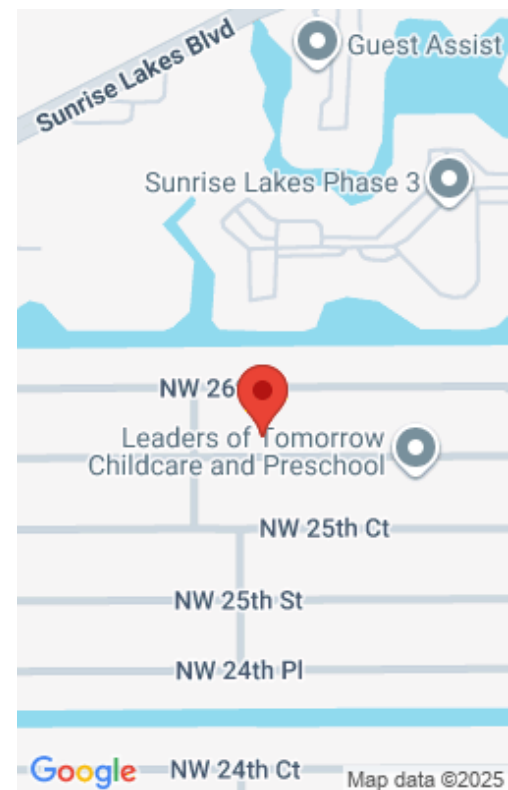 Sunrise Lakes Blvd
Guest Assist
Sunrise Lakes Phase 3
NW 26
Leaders of Tomorrow
Childcare and Preschool
NW 25th Ct
NW 25th St
NW 24th Pl
NW 24th Ct
Google
Map data ©2025